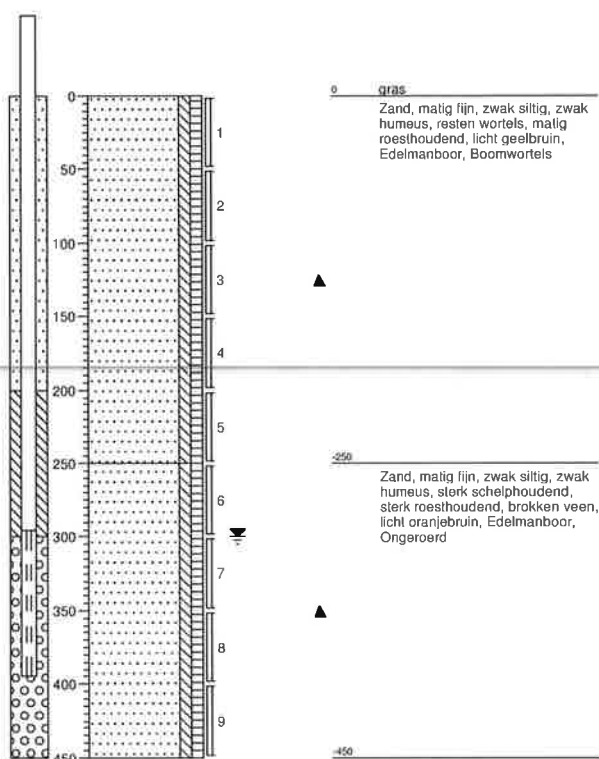 0 gras
Zand, matig fijn, zwak siltig, zwak
humeus, resten wortels, matig
roesthoudend, licht geelbruin,
Edelmanboor, Boomwortels
-250
Zand, matig fijn, zwak siltig, zwak
humeus, sterk schelphoudend,
sterk roesthoudend, brokken veen,
licht oranjebruin, Edelmanboor,
Ongeroerd
-450
0
50
100
150
200
250
300
350
400
450
1
2
3
4
5
6
7
8
9